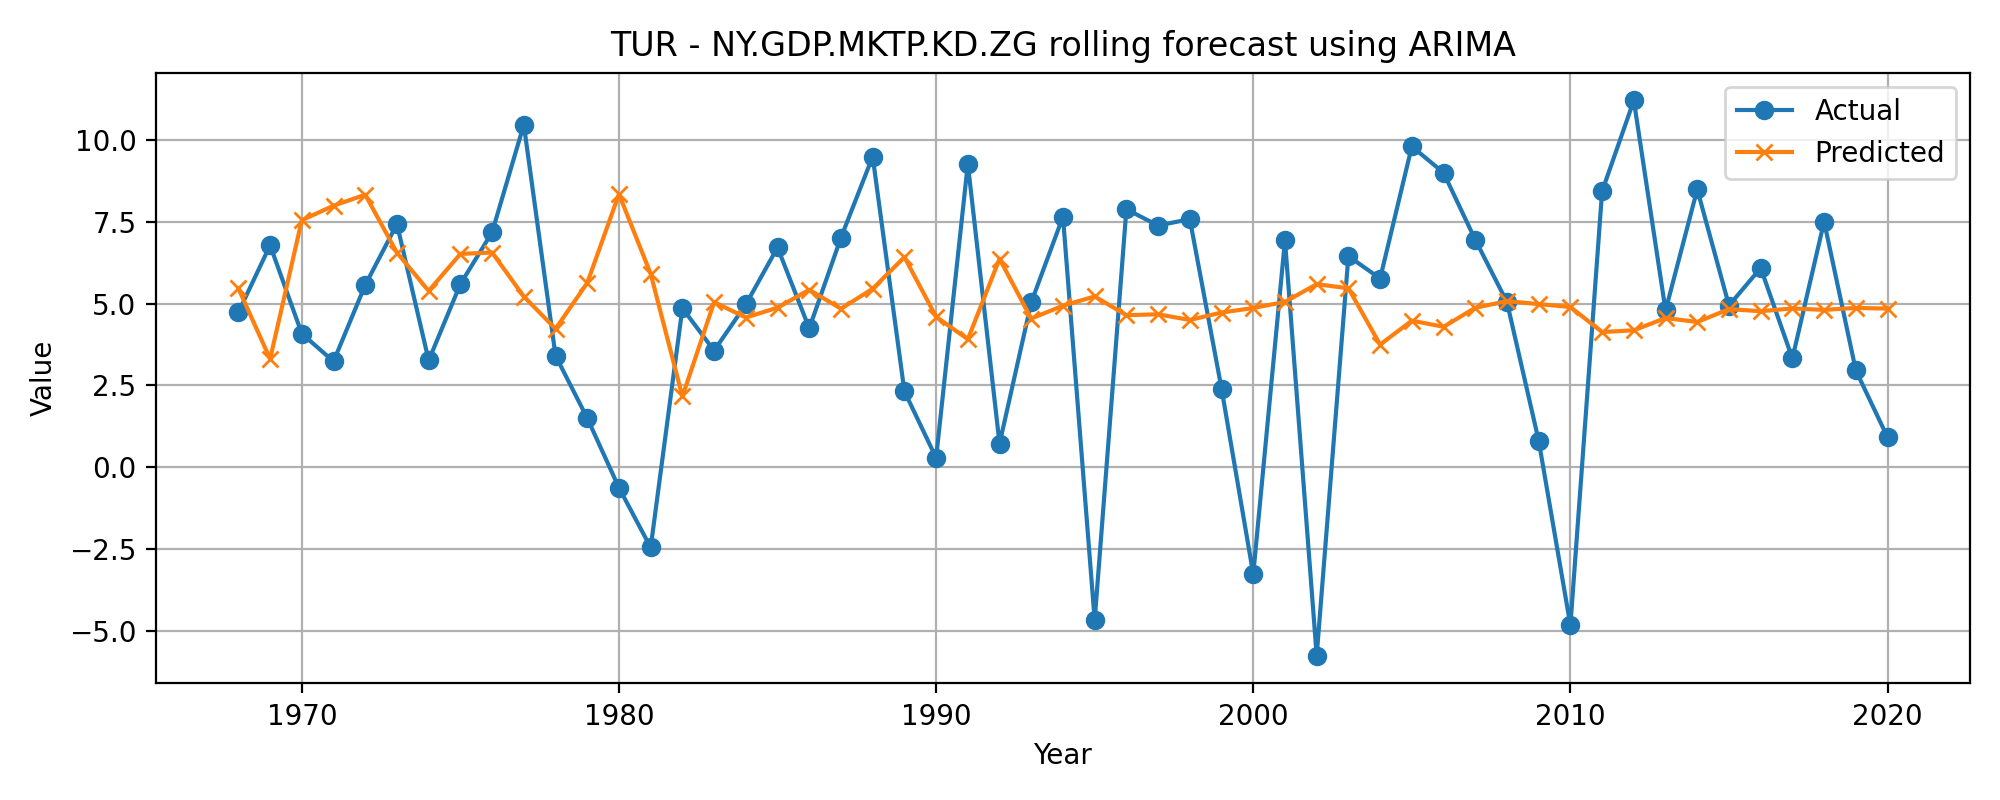 TUR - NY.GDP.MKTP.KD.ZG rolling forecast using ARIMA
Actual
Predicted
10.0
7.5
5.0
2.5
0.0
−2.5
−5.0
Value
1970
1980
1990
2000
2010
2020
Year